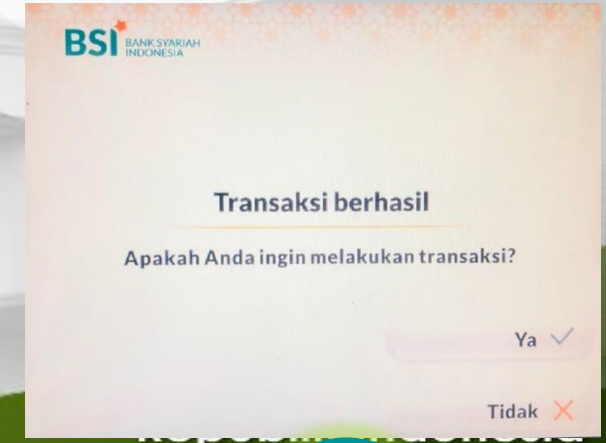 BSI BANK SYARIAH
INDONESIA
Transaksi berhasil
Apakah Anda ingin melakukan transaksi?
Ya
Tidak